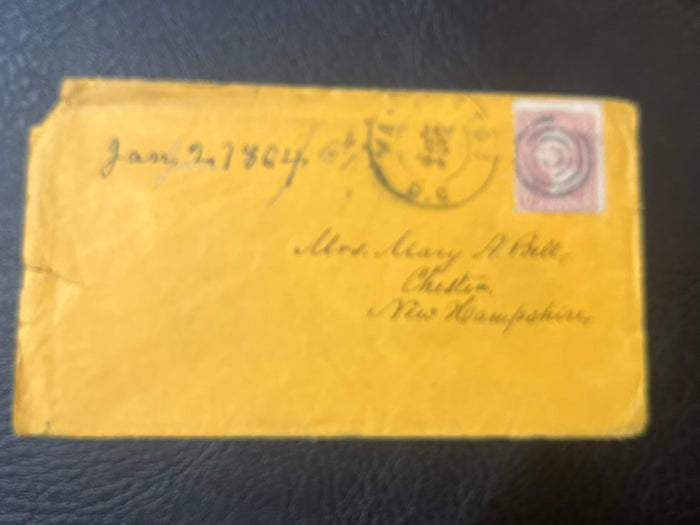 Jan. 2, 1864
D.C
Mrs. Mary A. Bell,
Chester,
New Hampshire,